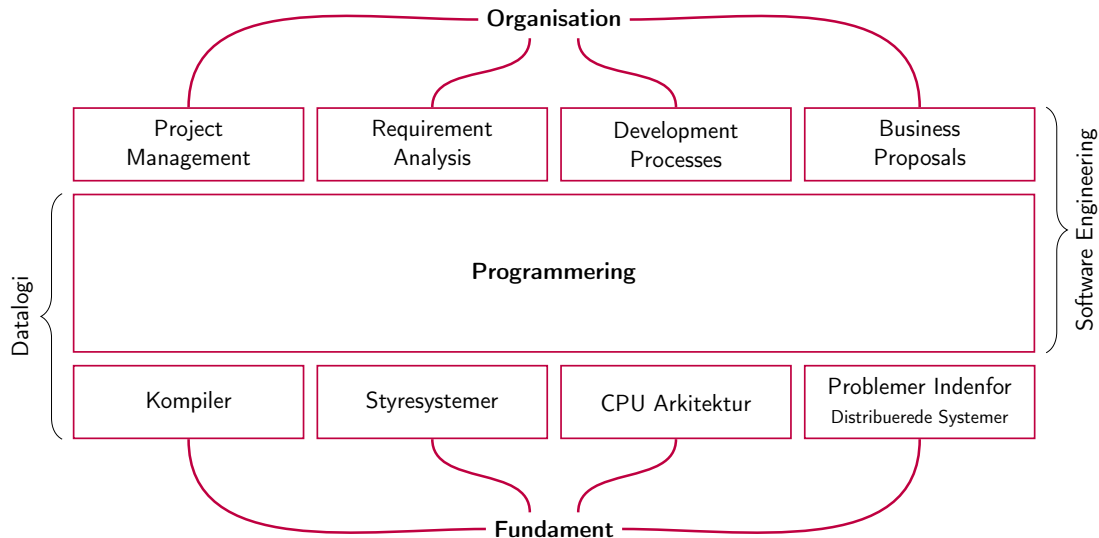 Organisation
Project
Management
Requirement
Analysis
Development
Processes
Business
Proposals
Software Engineering
Datalogi
Programmering
Kompiler
Styresystemer
CPU Arkitektur
Problemer Indenfor
Distribuerede Systemer
Fundament